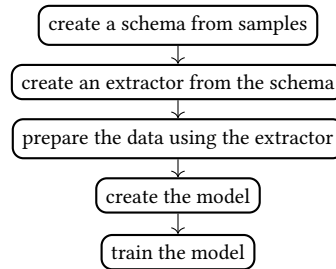 create a schema from samples
create an extractor from the schema
prepare the data using the extractor
create the model
train the model